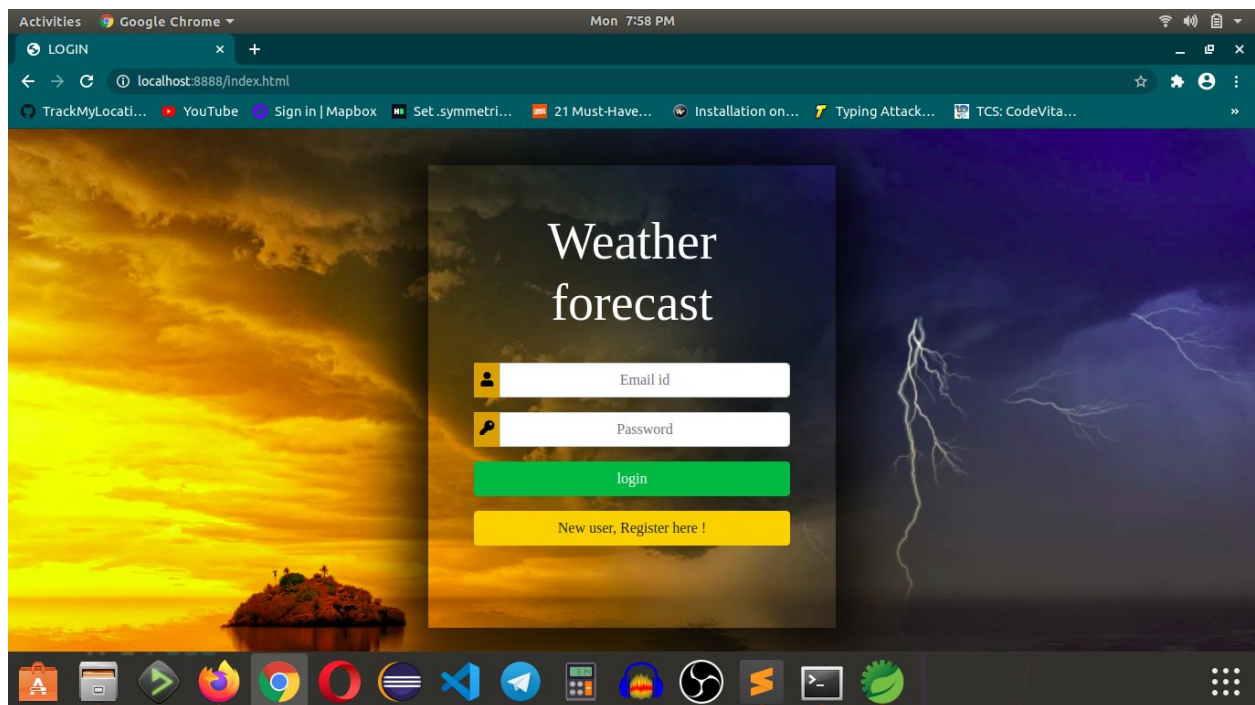 Activities Google Chrome Mon 7:58 PM
LOGIN
localhost:8888/index.html
TrackMyLocati... YouTube Sign in | Mapbox Set .symmetri... 21 Must-Have... Installation on... Typing Attack... TCS: CodeVita... »
Weather
forecast
Email id
Password
login
New user, Register here !